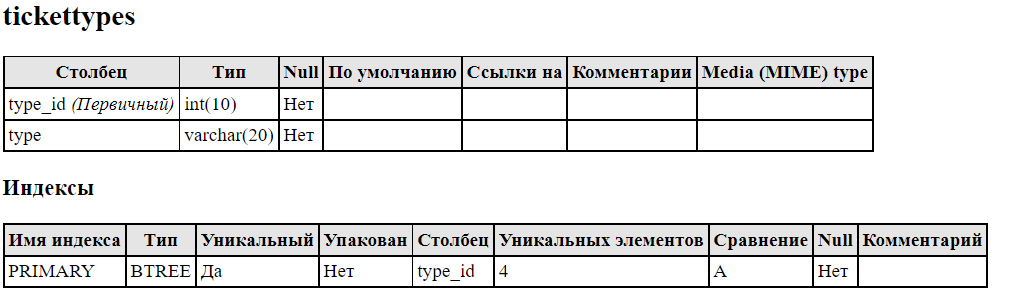 tickettypes
Столбец Тип Null По умолчанию Ссылки на Комментарии Media (MIME) type
type_id (Первичный) int(10) Нет
type varchar(20) Нет
Индексы
Имя индекса Тип Уникальный Упакован Столбец Уникальных элементов Сравнение Null Комментарий
PRIMARY BTREE Да Нет type_id 4 A Нет